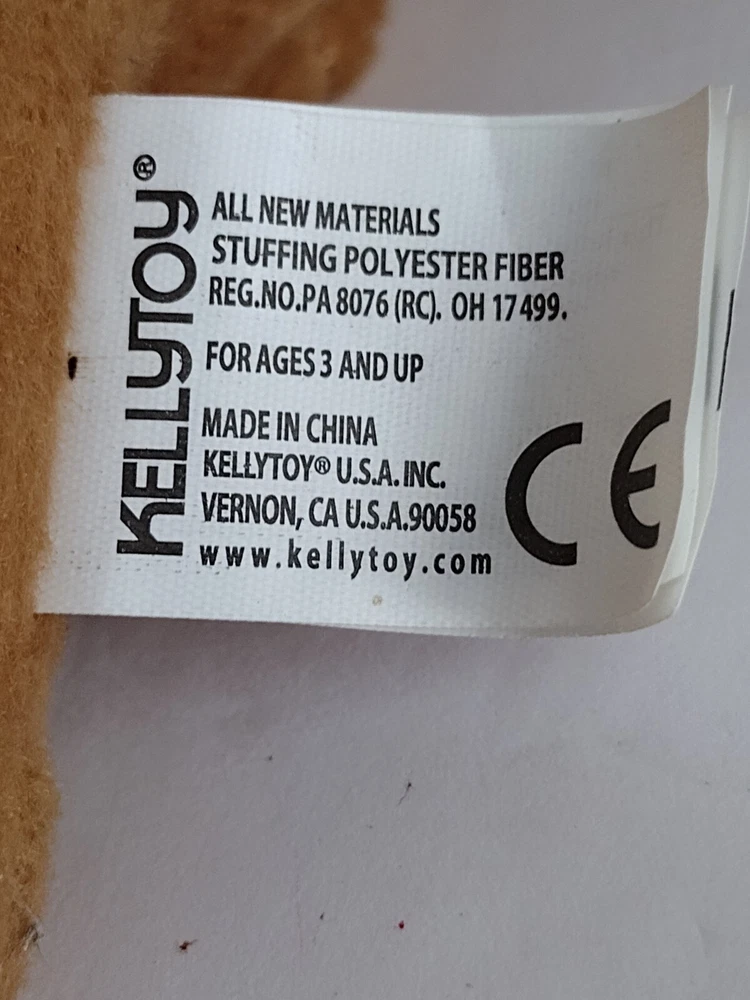 KELLYTOY®
ALL NEW MATERIALS
STUFFING POLYESTER FIBER
REG.NO.PA 8076 (RC). OH 17499.
FOR AGES 3 AND UP
MADE IN CHINA
KELLYTOY® U.S.A. INC.
VERNON, CA U.S.A.90058
www.kellytoy.com
CE